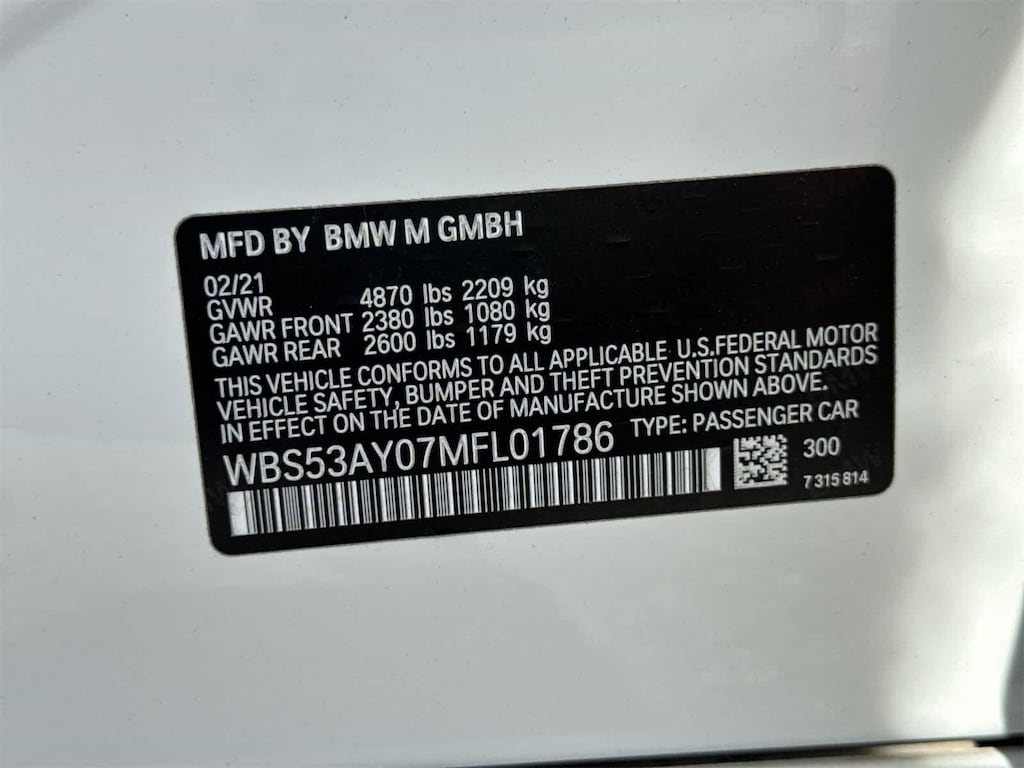 MFD BY BMW M GMBH
02/21
GVWR 4870 lbs 2209 kg
GAWR FRONT 2380 lbs 1080 kg
GAWR REAR 2600 lbs 1179 kg
THIS VEHICLE CONFORMS TO ALL APPLICABLE U.S.FEDERAL MOTOR
VEHICLE SAFETY, BUMPER AND THEFT PREVENTION STANDARDS
IN EFFECT ON THE DATE OF MANUFACTURE SHOWN ABOVE.
WBS53AY07MFL01786 TYPE: PASSENGER CAR
300
7 315 814